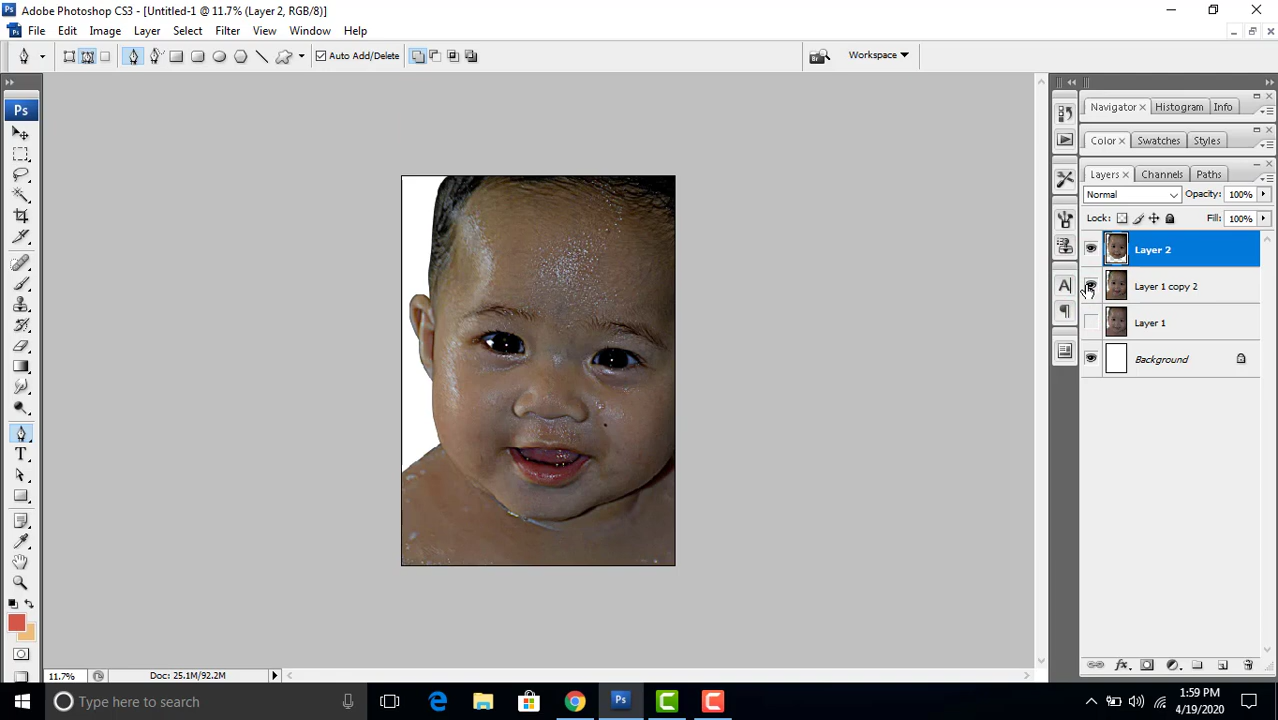 Adobe Photoshop CS3 - [Untitled-1 @ 11.7% (Layer 2, RGB/8)]
File Edit Image Layer Select Filter View Window Help
Auto Add/Delete Br Workspace
Ps Navigator × Histogram Info
Color × Swatches Styles
Layers × Channels Paths
Normal Opacity: 100%
Lock: Fill: 100%
Layer 2
A Layer 1 copy 2
Layer 1
Background
T
11.7% Doc: 25.1M/92.2M
Type here to search Ps C C 1:59 PM
4/19/2020